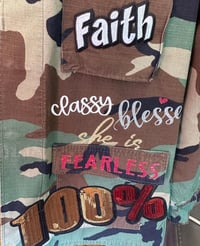 Faith
classy blesse
she is
FEARLESS
100%